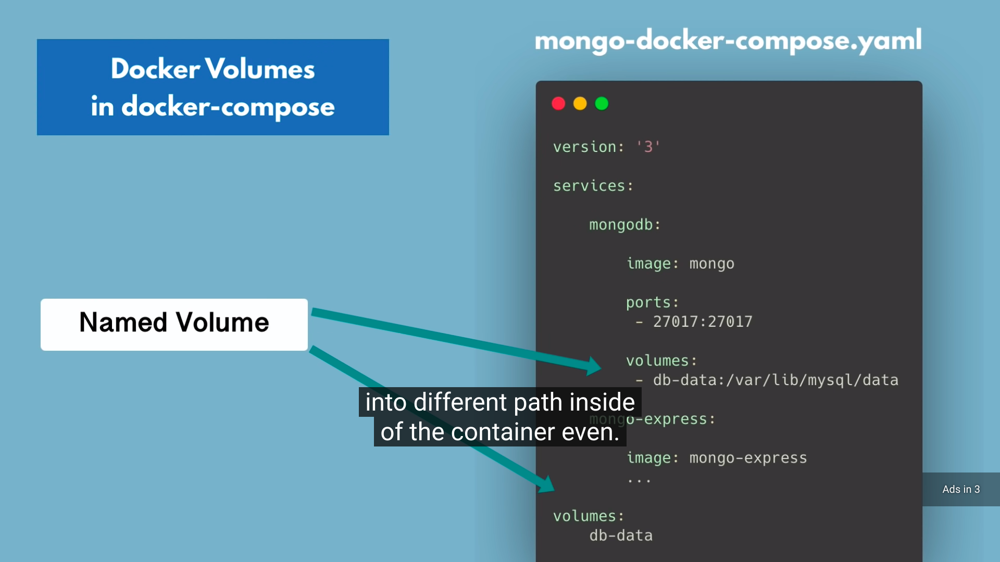 Docker Volumes
in docker-compose
mongo-docker-compose.yaml
version: '3'
services:
mongodb:
image: mongo
ports:
- 27017:27017
Named Volume
volumes:
- db-data:/var/lib/mysql/data
into different path inside
of the container even.
mongo-express:
image: mongo-express
...
Ads in 3
volumes:
db-data